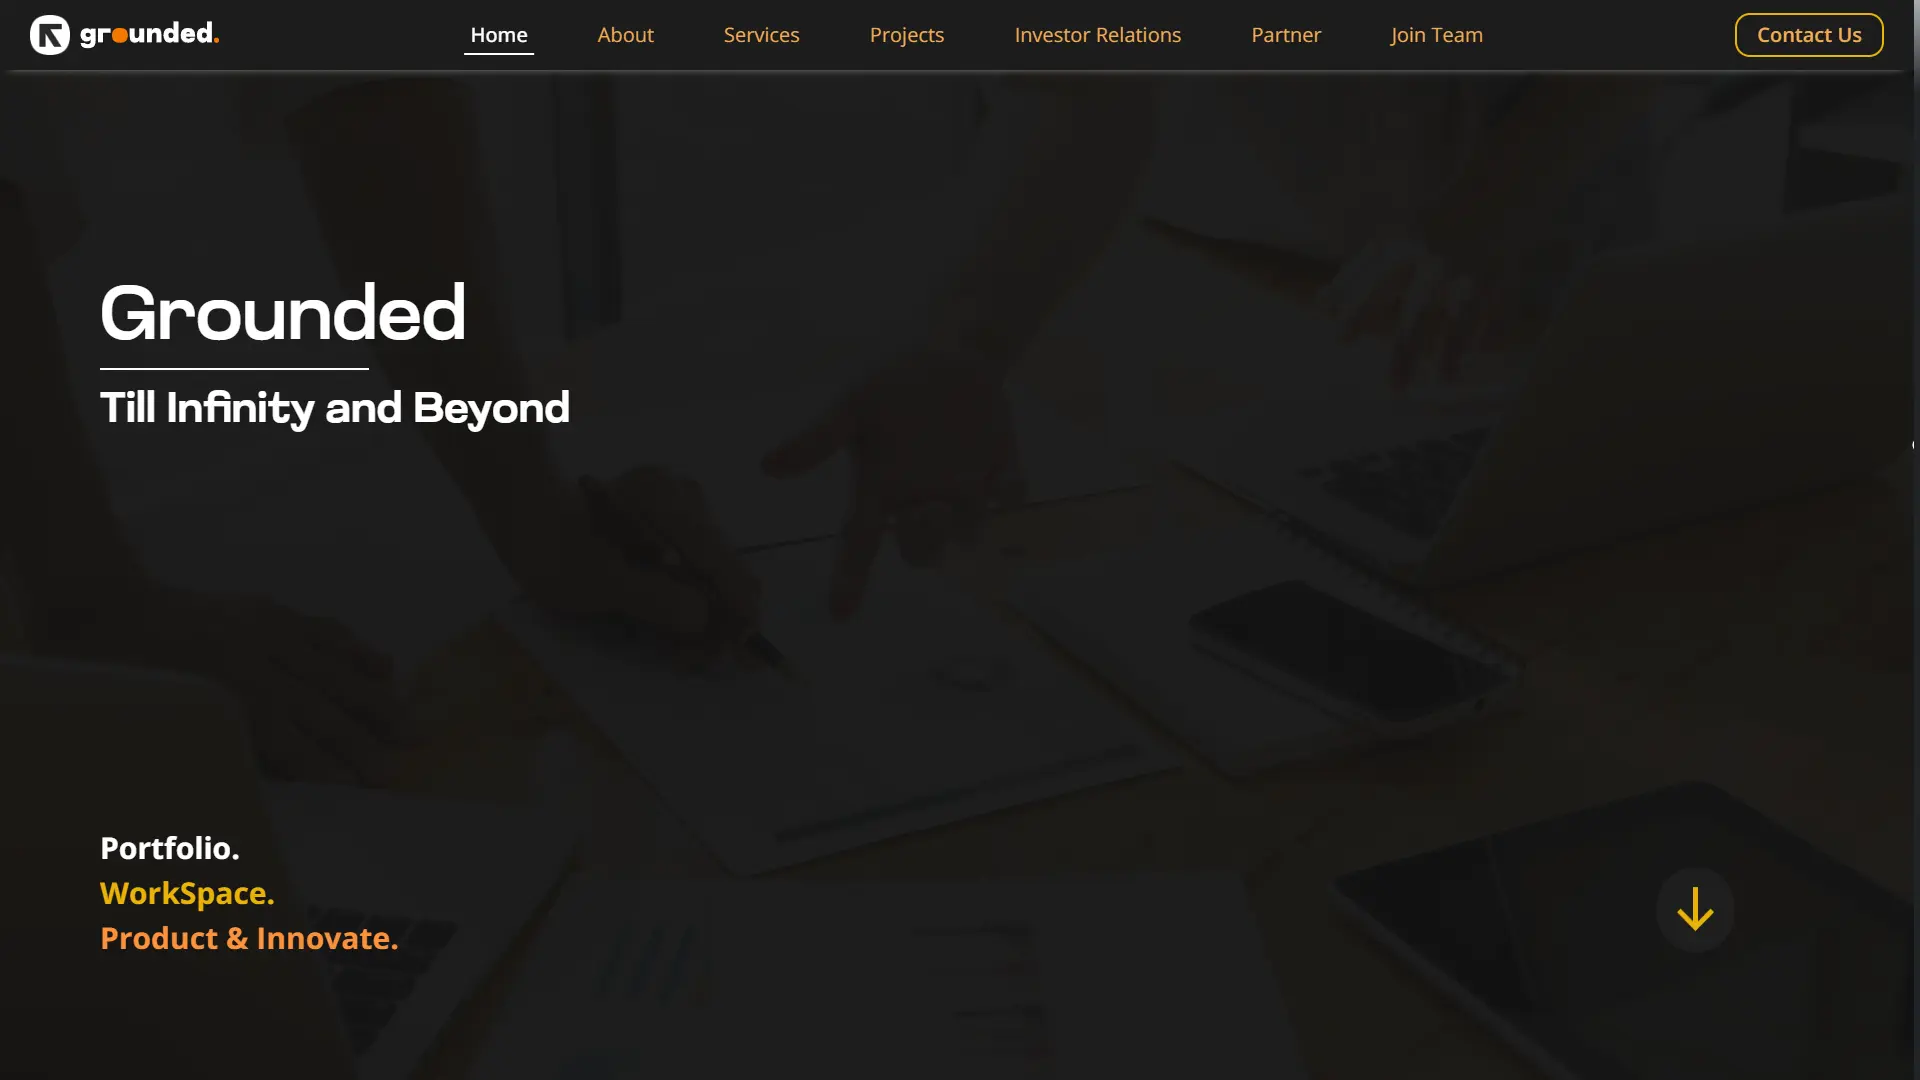 grounded.
Home
About
Services
Projects
Investor Relations
Partner
Join Team
Contact Us
Grounded
Till Infinity and Beyond
Portfolio.
WorkSpace.
Product & Innovate.